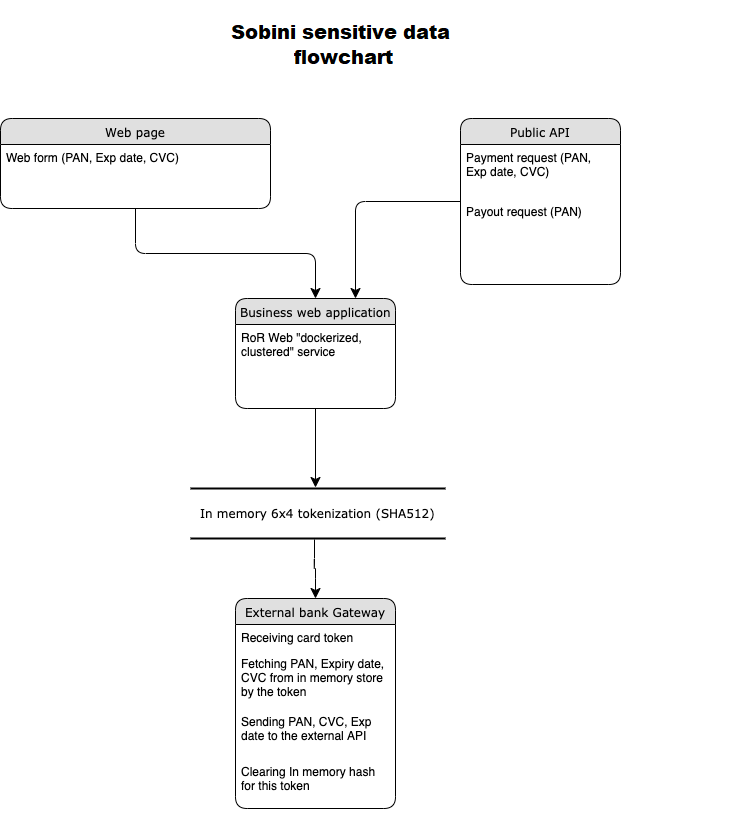 Sobini sensitive data
flowchart
Web page
Web form (PAN, Exp date, CVC)
Public API
Payment request (PAN,
Exp date, CVC)
Payout request (PAN)
Business web application
RoR Web "dockerized,
clustered" service
In memory 6x4 tokenization (SHA512)
External bank Gateway
Receiving card token
Fetching PAN, Expiry date,
CVC from in memory store
by the token
Sending PAN, CVC, Exp
date to the external API
Clearing In memory hash
for this token